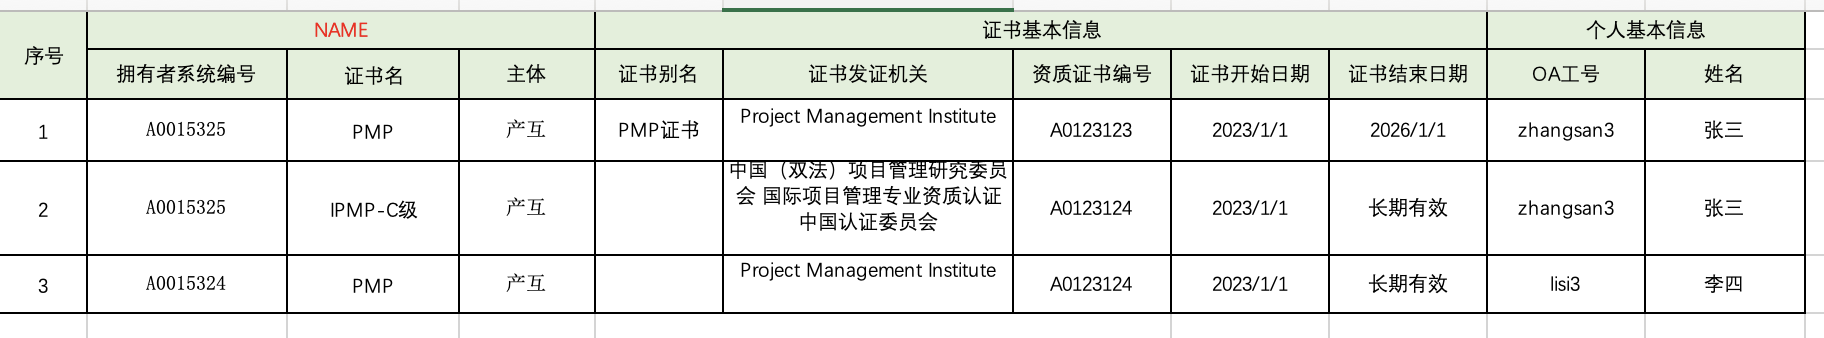 序号 NAME 证书基本信息 个人基本信息
拥有者系统编号 证书名 主体 证书别名 证书发证机关 资质证书编号 证书开始日期 证书结束日期 OA工号 姓名
1 A0015325 PMP 产互 PMP证书 Project Management Institute A0123123 2023/1/1 2026/1/1 zhangsan3 张三
2 A0015325 IPMP-C级 产互 中国（双法）项目管理研究委员
会 国际项目管理专业资质认证
中国认证委员会 A0123124 2023/1/1 长期有效 zhangsan3 张三
3 A0015324 PMP 产互 Project Management Institute A0123124 2023/1/1 长期有效 lisi3 李四